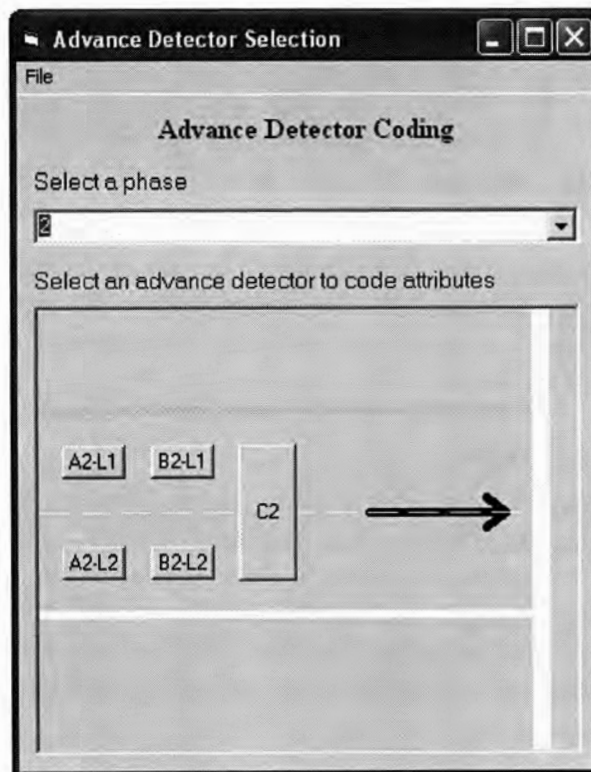 Advance Detector Selection
File
Advance Detector Coding
Select a phase
2
Select an advance detector to code attributes
A2-L1 B2-L1
C2
A2-L2 B2-L2